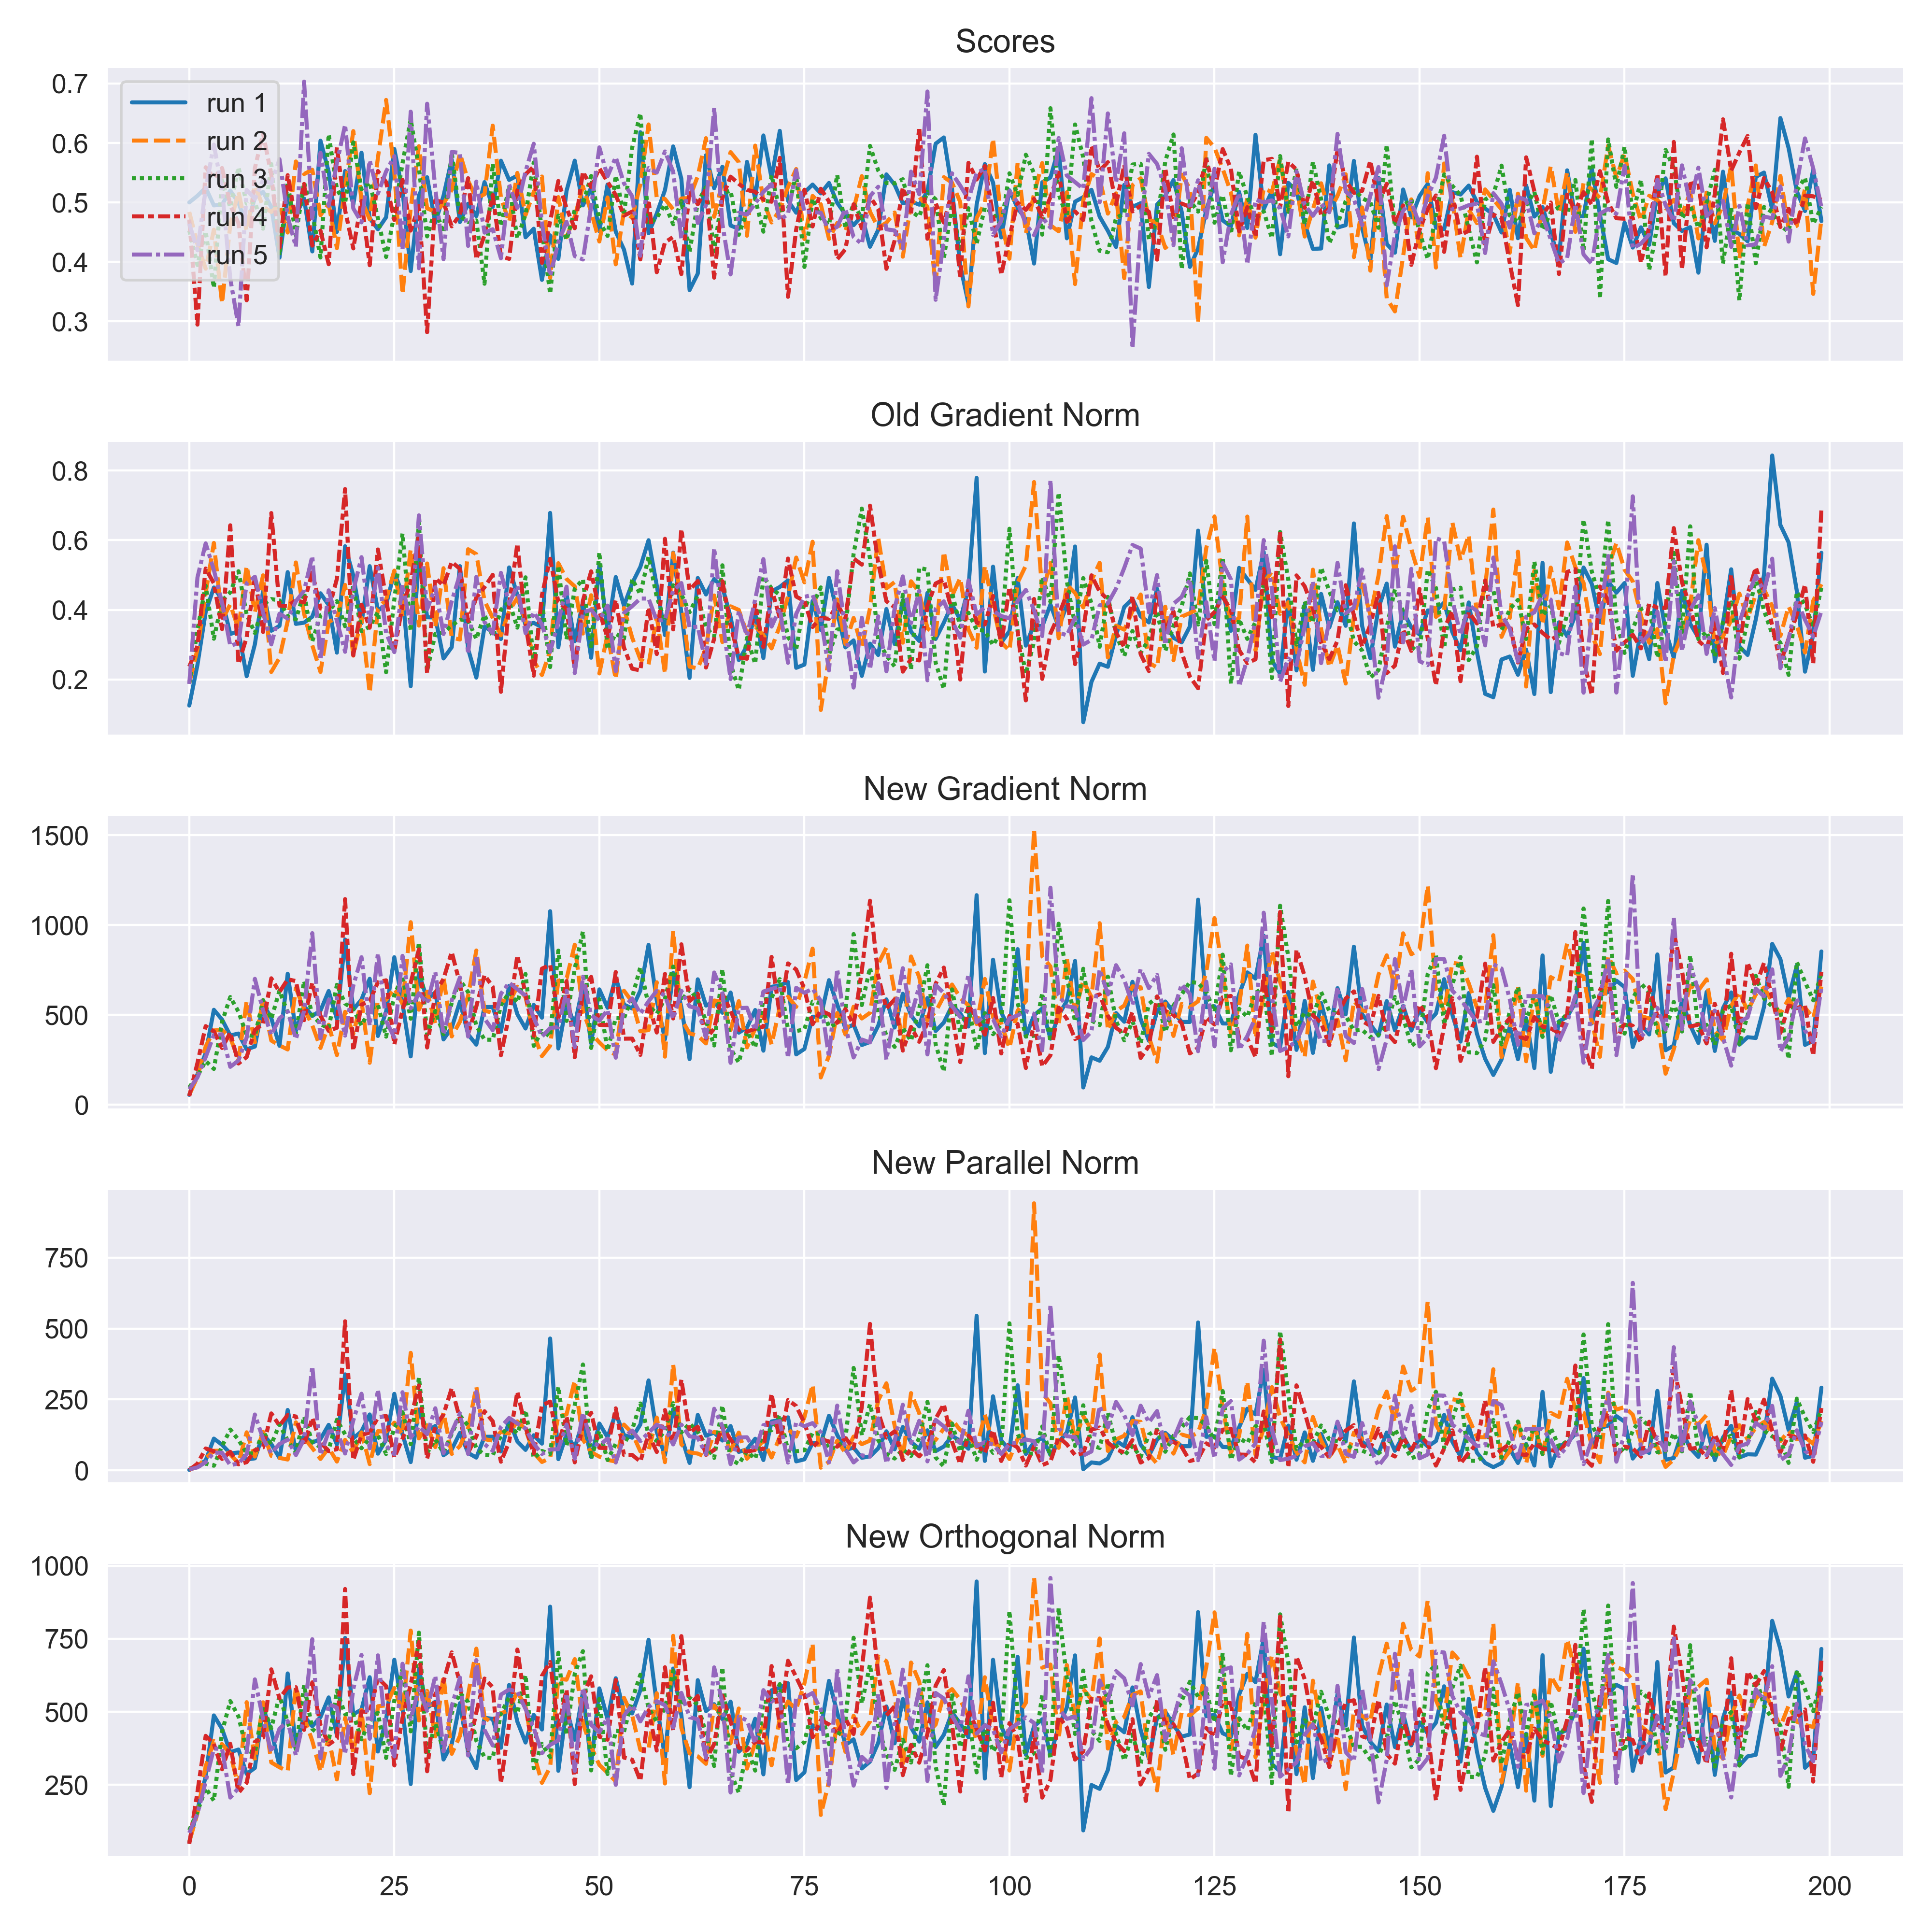 Scores
0.7
0.6
0.5
0.4
0.3
run 1
run 2
run 3
run 4
run 5
Old Gradient Norm
0.8
0.6
0.4
0.2
New Gradient Norm
1500
1000
500
0
New Parallel Norm
750
500
250
0
New Orthogonal Norm
1000
750
500
250
0 25 50 75 100 125 150 175 200